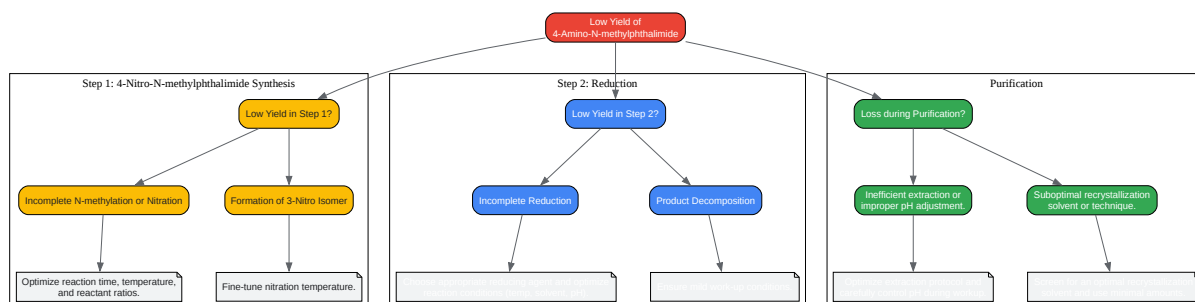 Low Yield of
4-Amino-N-methylphthalimide
Step 1: 4-Nitro-N-methylphthalimide Synthesis
Step 2: Reduction
Purification
Low Yield in Step 1?
Low Yield in Step 2?
Loss during Purification?
Incomplete N-methylation or Nitration
Formation of 3-Nitro Isomer
Incomplete Reduction
Product Decomposition
Inefficient extraction or
improper pH adjustment.
Suboptimal recrystallization
solvent or technique.
Optimize reaction time, temperature,
and reactant ratios.
Fine-tune nitration temperature.